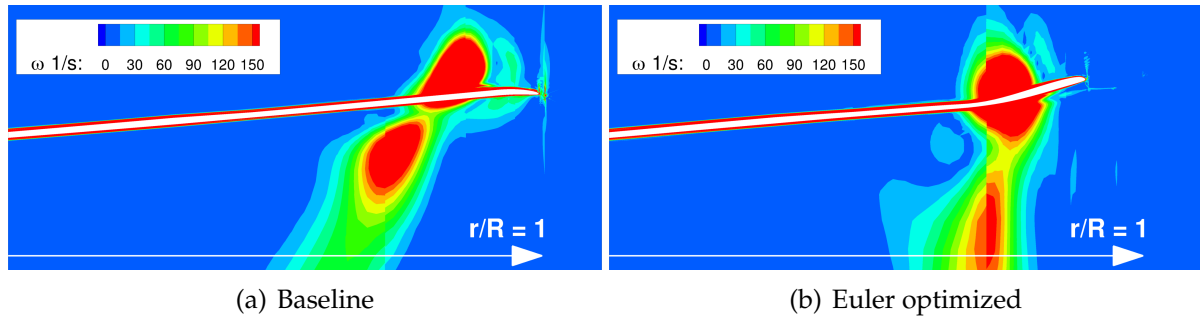 ω 1/s: 0 30 60 90 120 150
r/R = 1
(a) Baseline
ω 1/s: 0 30 60 90 120 150
r/R = 1
(b) Euler optimized